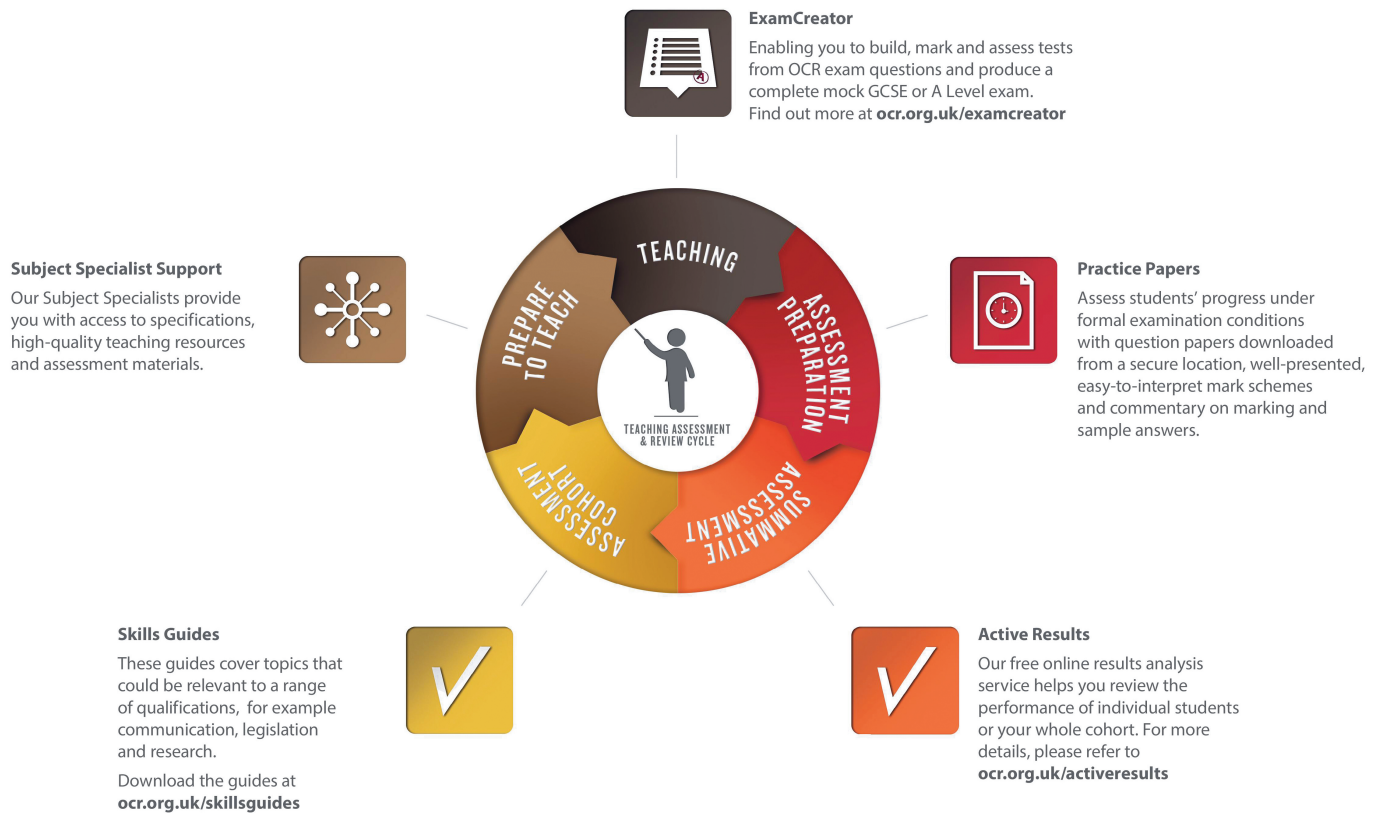 ExamCreator
Enabling you to build, mark and assess tests
from OCR exam questions and produce a
complete mock GCSE or A Level exam.
Find out more at ocr.org.uk/examcreator
Subject Specialist Support
Our Subject Specialists provide
you with access to specifications,
high-quality teaching resources
and assessment materials.
PREPARE
TO TEACH
TEACHING
ASSESSMENT
PREPARATION
SUMMATIVE
ASSESSMENT
ASSESSMENT
COHORT
TEACHING ASSESSMENT
& REVIEW CYCLE
Practice Papers
Assess students’ progress under
formal examination conditions
with question papers downloaded
from a secure location, well-presented,
easy-to-interpret mark schemes
and commentary on marking and
sample answers.
Skills Guides
These guides cover topics that
could be relevant to a range
of qualifications, for example
communication, legislation
and research.
Download the guides at
ocr.org.uk/skillsguides
Active Results
Our free online results analysis
service helps you review the
performance of individual students
or your whole cohort. For more
details, please refer to
ocr.org.uk/activeresults
A